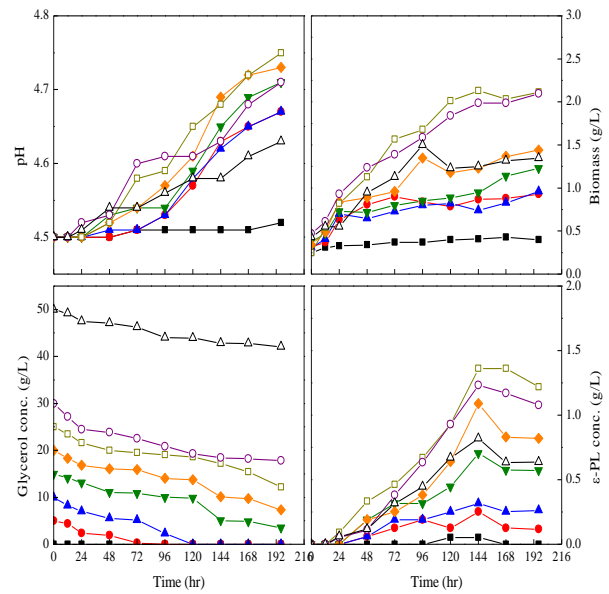 4.8
4.7
4.6
4.5
pH
3.0
2.5
2.0
1.5
1.0
0.5
0.0
Biomass (g/L)
50
40
30
20
10
0
Glycerol conc. (g/L)
2.0
1.5
1.0
0.5
0.0
ε-PL conc. (g/L)
0 24 48 72 96 120 144 168 192 216
0 24 48 72 96 120 144 168 192 216
Time (hr)
Time (hr)